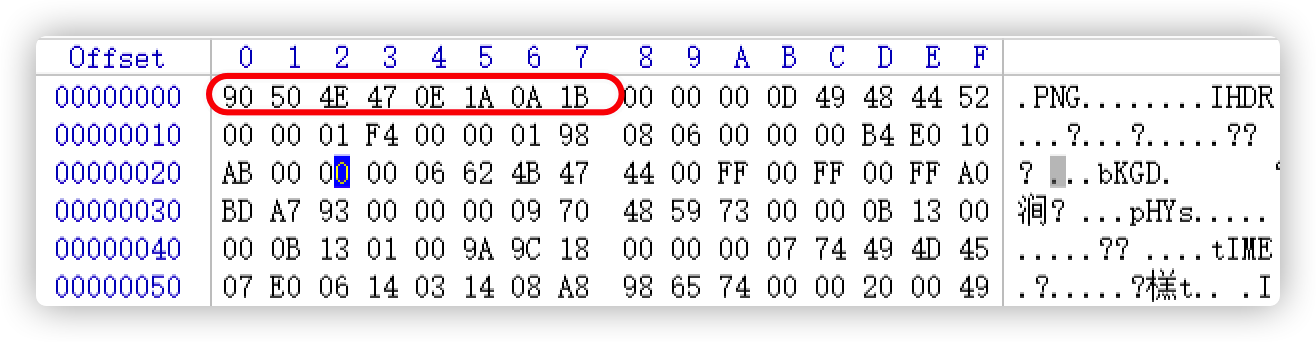 Offset 0 1 2 3 4 5 6 7 8 9 A B C D E F
00000000 90 50 4E 47 0E 1A 0A 1B 00 00 00 0D 49 48 44 52 .PNG........IHDR
00000010 00 00 01 F4 00 00 01 98 08 06 00 00 00 B4 E0 10 ...?...?.....??
00000020 AB 00 00 00 06 62 4B 47 44 00 FF 00 FF 00 FF A0 ? ...bKGD.
00000030 BD A7 93 00 00 00 09 70 48 59 73 00 00 0B 13 00 涧? ...pHYs.....
00000040 00 0B 13 01 00 9A 9C 18 00 00 00 07 74 49 4D 45 .....?? ....tIME
00000050 07 E0 06 14 03 14 08 A8 98 65 74 00 00 20 00 49 .?.....?榚t.. .I